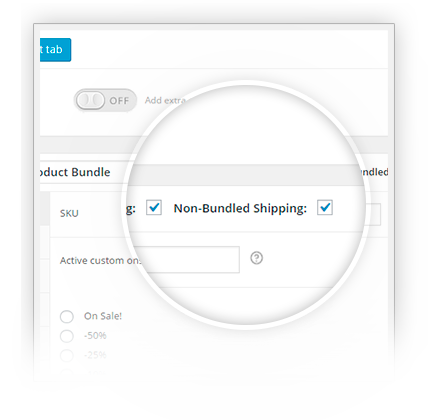 t tab
OFF Add extra
oduct Bundle ndled
g: Non-Bundled Shipping:
SKU
Active custom on
On Sale!
-50%
-25%